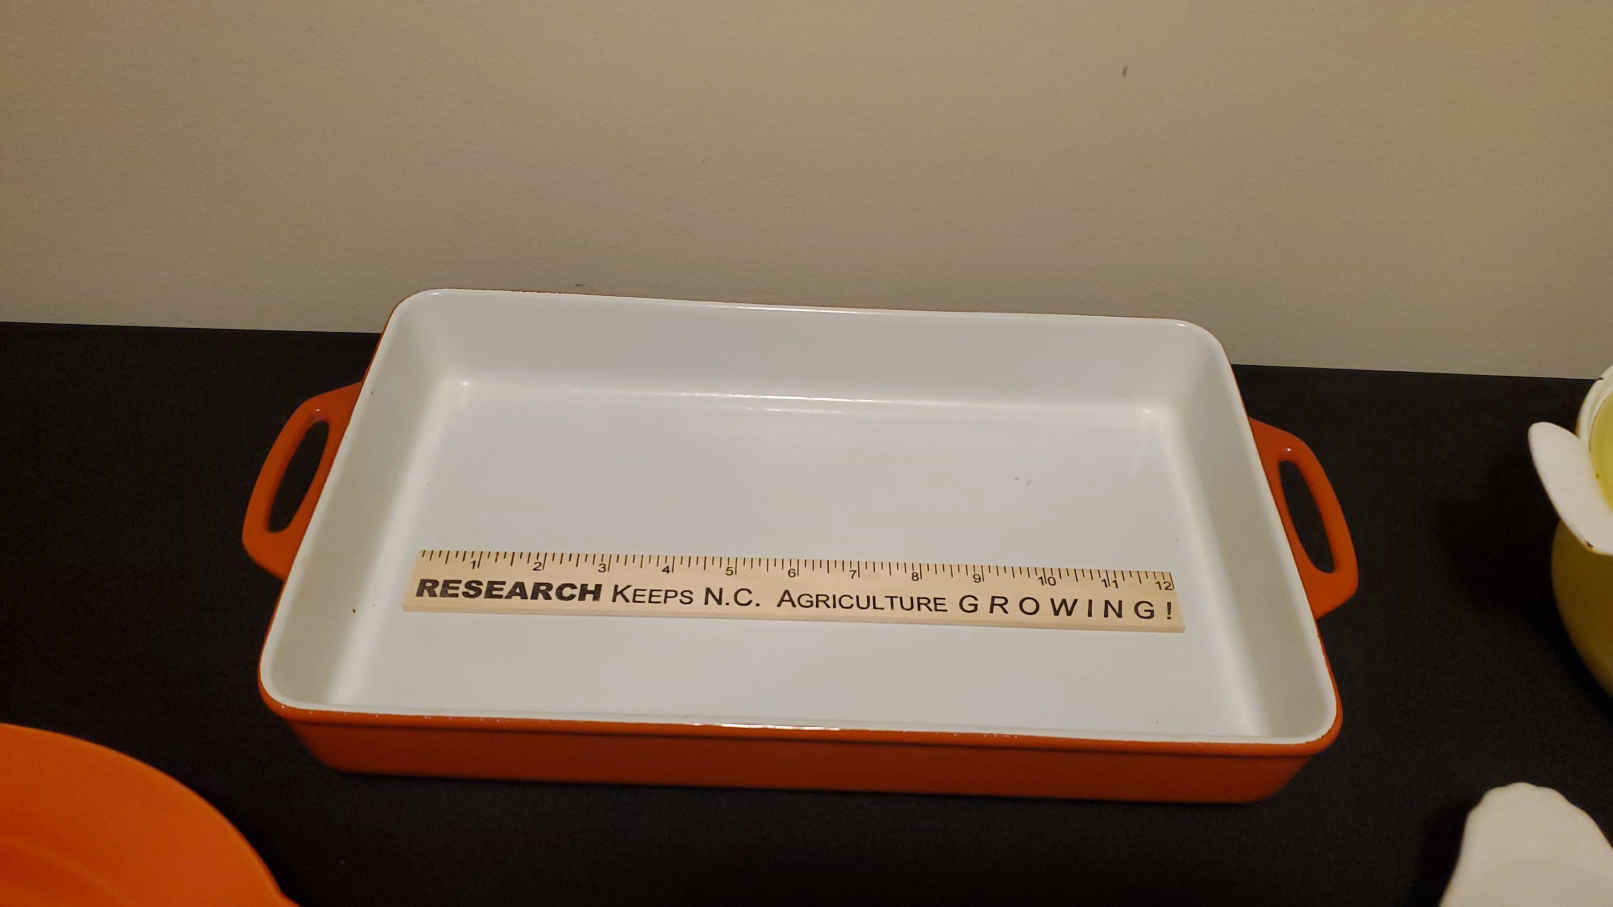 1 2 3 4 5 6 7 8 9 10 11 12
RESEARCH KEEPS N.C. AGRICULTURE GROWING!